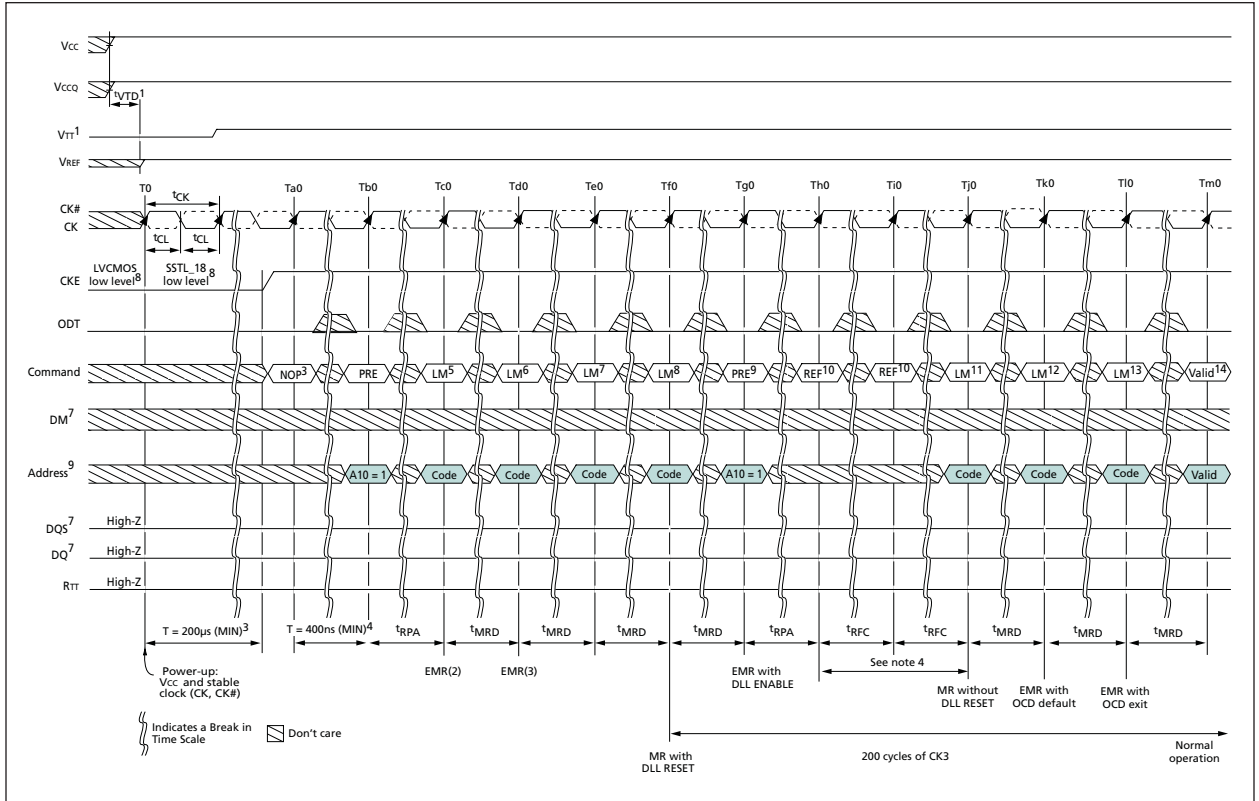 Vcc
VccQ
tVTD1
VTT1
VREF
T0 Ta0 Tb0 Tc0 Td0 Te0 Tf0 Tg0 Th0 Ti0 Tj0 Tk0 Tl0 Tm0
tCK
CK#
CK
tCL tCL
LVCMOS low level8
SSTL_18 low level8
CKE
ODT
Command NOP3 PRE LM5 LM6 LM7 LM8 PRE9 REF10 REF10 LM11 LM12 LM13 Valid14
DM7
Address9 A10 = 1 Code Code Code Code A10 = 1 Code Code Code Valid
DQS7 High-Z
DQ7 High-Z
RTT High-Z
T = 200µs (MIN)3 T = 400ns (MIN)4 tRPA tMRD tMRD tMRD tMRD tRPA tRFC tRFC tMRD tMRD tMRD
Power-up:
Vcc and stable
clock (CK, CK#)
EMR(2) EMR(3)
EMR with
DLL ENABLE
See note 4
MR without
DLL RESET
EMR with
OCD default
EMR with
OCD exit
Indicates a Break in
Time Scale
Don't care
MR with
DLL RESET
200 cycles of CK3
Normal
operation